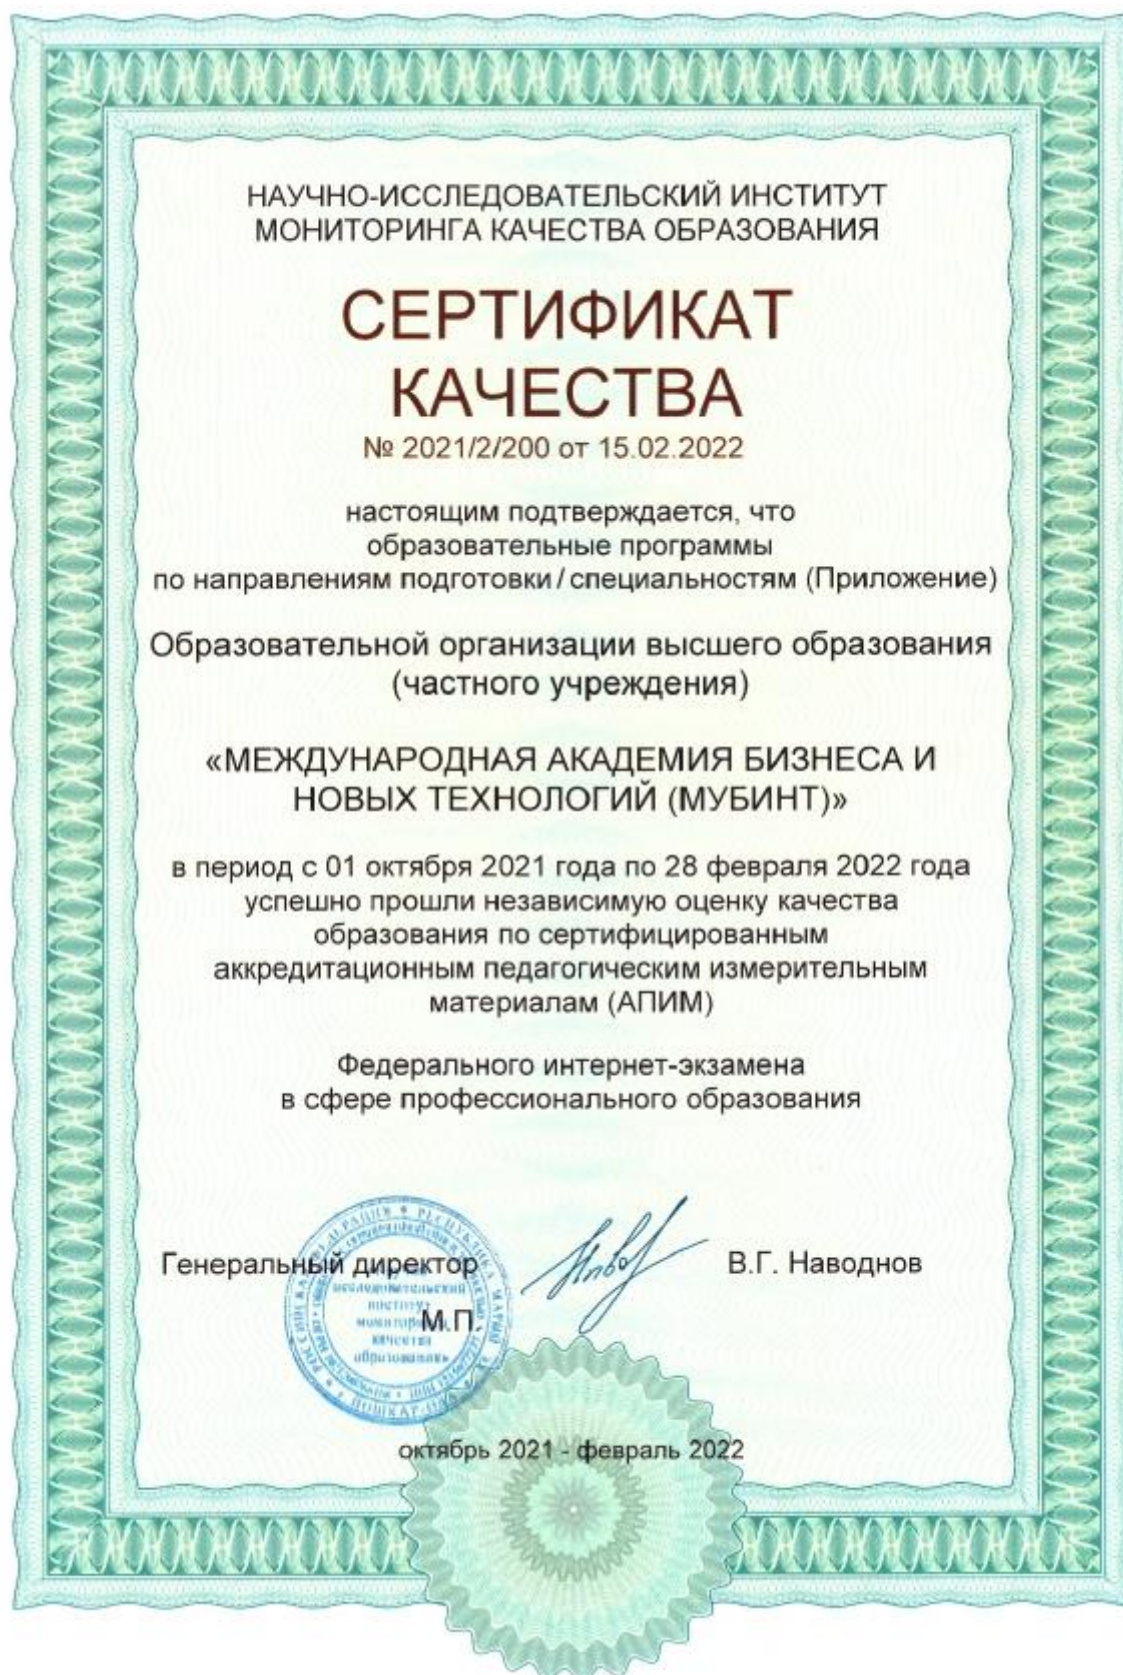 НАУЧНО-ИССЛЕДОВАТЕЛЬСКИЙ ИНСТИТУТ
МОНИТОРИНГА КАЧЕСТВА ОБРАЗОВАНИЯ
СЕРТИФИКАТ
КАЧЕСТВА
№ 2021/2/200 от 15.02.2022
настоящим подтверждается, что
образовательные программы
по направлениям подготовки / специальностям (Приложение)
Образовательной организации высшего образования
(частного учреждения)
«МЕЖДУНАРОДНАЯ АКАДЕМИЯ БИЗНЕСА И
НОВЫХ ТЕХНОЛОГИЙ (МУБИНТ)»
в период с 01 октября 2021 года по 28 февраля 2022 года
успешно прошли независимую оценку качества
образования по сертифицированным
аккредитационным педагогическим измерительным
материалам (АПИМ)
Федерального интернет-экзамена
в сфере профессионального образования
Генеральный директор
В.Г. Наводнов
М.П.
октябрь 2021 - февраль 2022